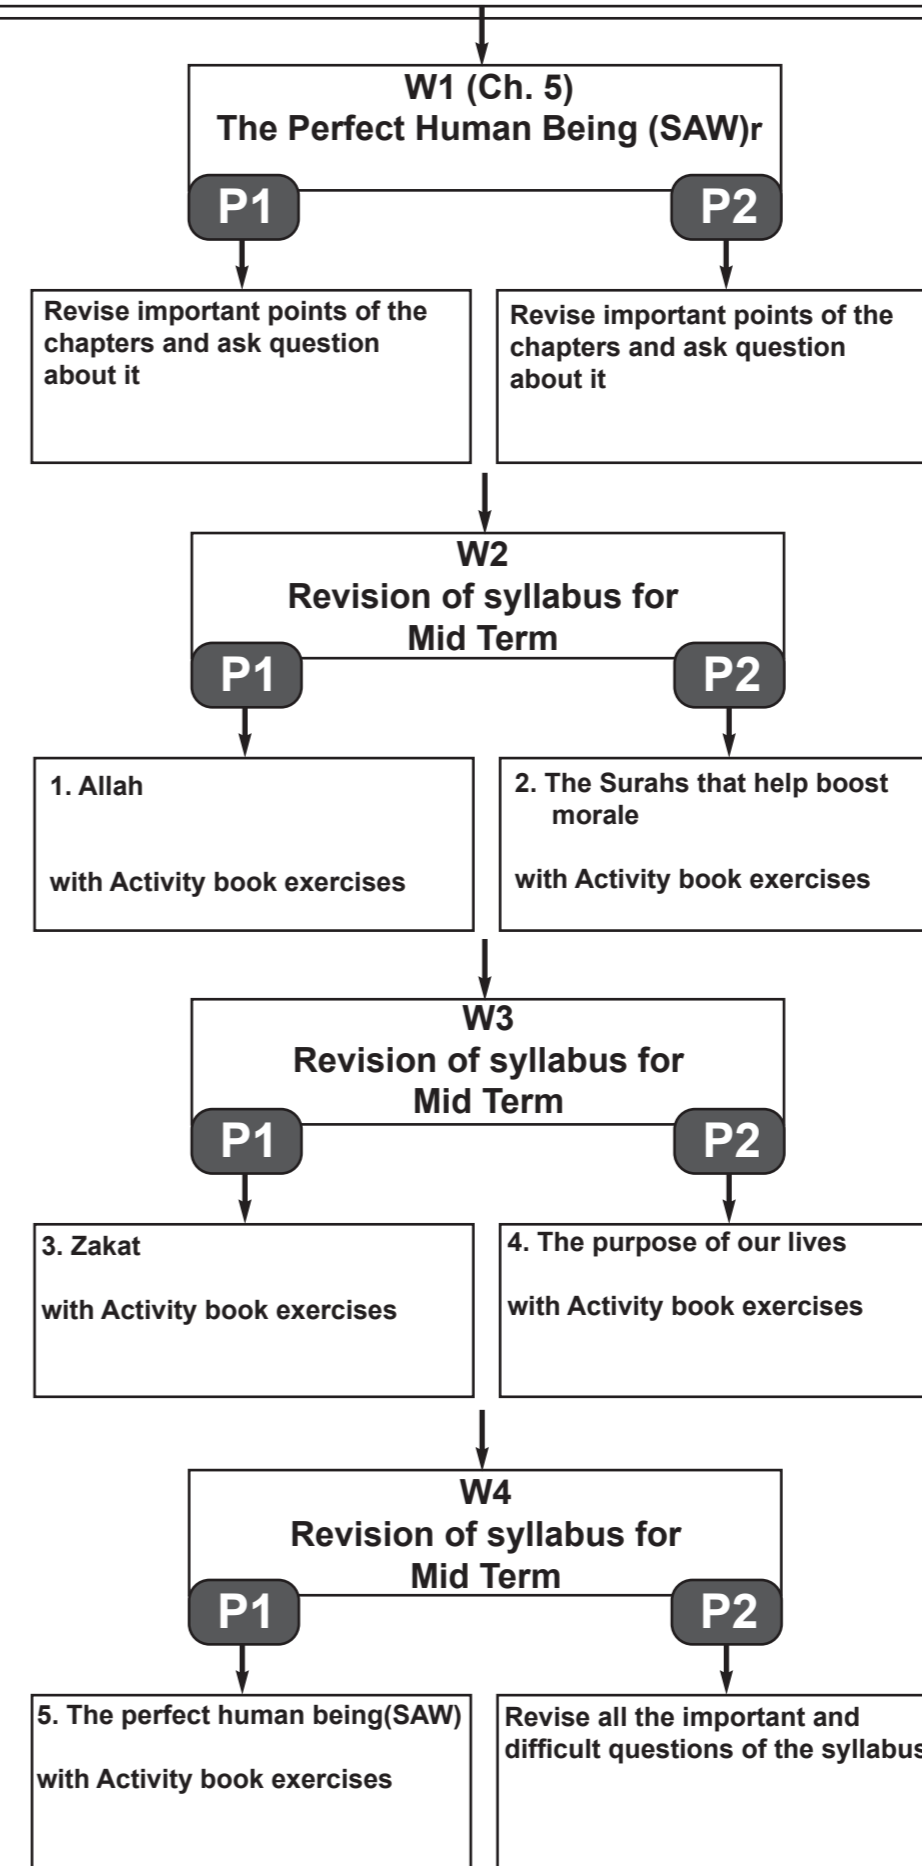 W1 (Ch. 5)
The Perfect Human Being (SAW)r
P1
P2
Revise important points of the
chapters and ask question
about it
Revise important points of the
chapters and ask question
about it
W2
Revision of syllabus for
Mid Term
P1
P2
1. Allah
with Activity book exercises
2. The Surahs that help boost
morale
with Activity book exercises
W3
Revision of syllabus for
Mid Term
P1
P2
3. Zakat
with Activity book exercises
4. The purpose of our lives
with Activity book exercises
W4
Revision of syllabus for
Mid Term
P1
P2
5. The perfect human being(SAW)
with Activity book exercises
Revise all the important and
difficult questions of the syllabus